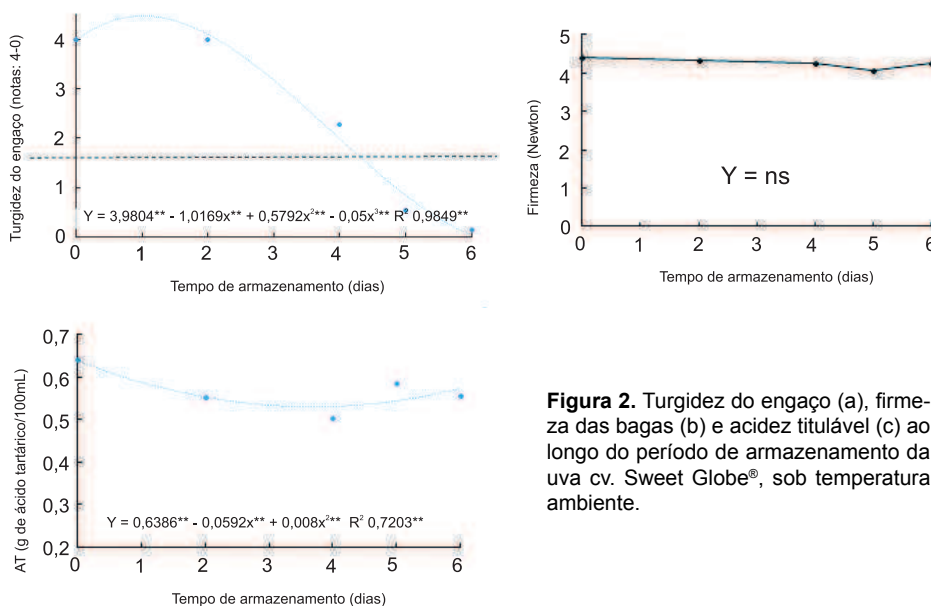 Turgidez do engaço (notas: 4-0)
4
3
2
1
0
Y = 3,9804** - 1,0169x** + 0,5792x²** - 0,05x³** R² 0,9849**
0 1 2 3 4 5 6
Tempo de armazenamento (dias)
Firmeza (Newton)
5
4
3
2
1
0
Y = ns
0 1 2 3 4 5 6
Tempo de armazenamento (dias)
AT (g de ácido tartárico/100mL)
0,7
0,6
0,5
0,4
0,3
0,2
Y = 0,6386** - 0,0592x** + 0,008x²** R² 0,7203**
0 1 2 3 4 5 6
Tempo de armazenamento (dias)
Figura 2. Turgidez do engaço (a), firme-
za das bagas (b) e acidez titulável (c) ao
longo do período de armazenamento da
uva cv. Sweet Globe®, sob temperatura
ambiente.